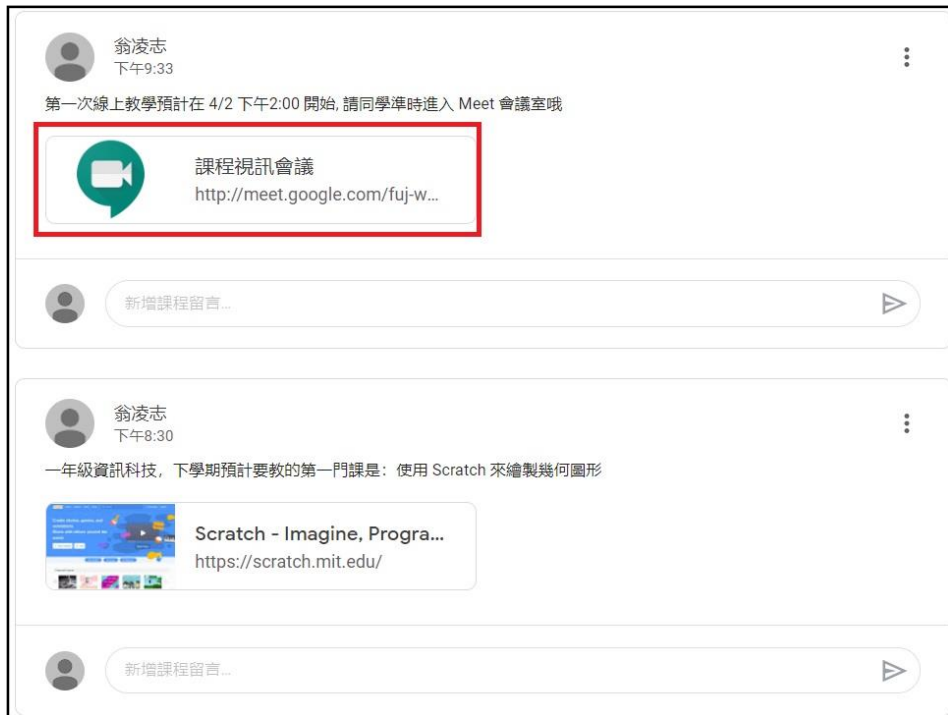 翁凌志
下午9:33
第一次線上教學預計在 4/2 下午2:00 開始, 請同學準時進入 Meet 會議室哦
課程視訊會議
http://meet.google.com/fuj-w...
新增課程留言...
翁凌志
下午8:30
一年級資訊科技，下學期預計要教的第一門課是：使用 Scratch 來繪製幾何圖形
Scratch - Imagine, Progra...
https://scratch.mit.edu/
新增課程留言...